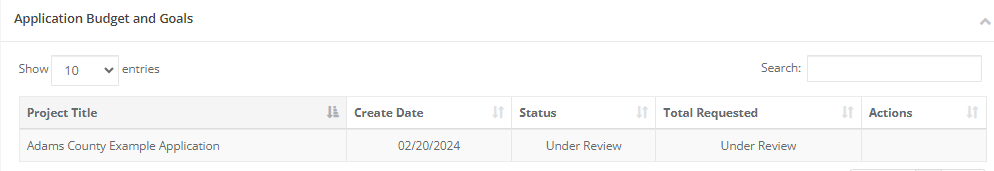 Application Budget and Goals
Show 10 entries
Search:
Project Title Create Date Status Total Requested Actions
Adams County Example Application 02/20/2024 Under Review Under Review